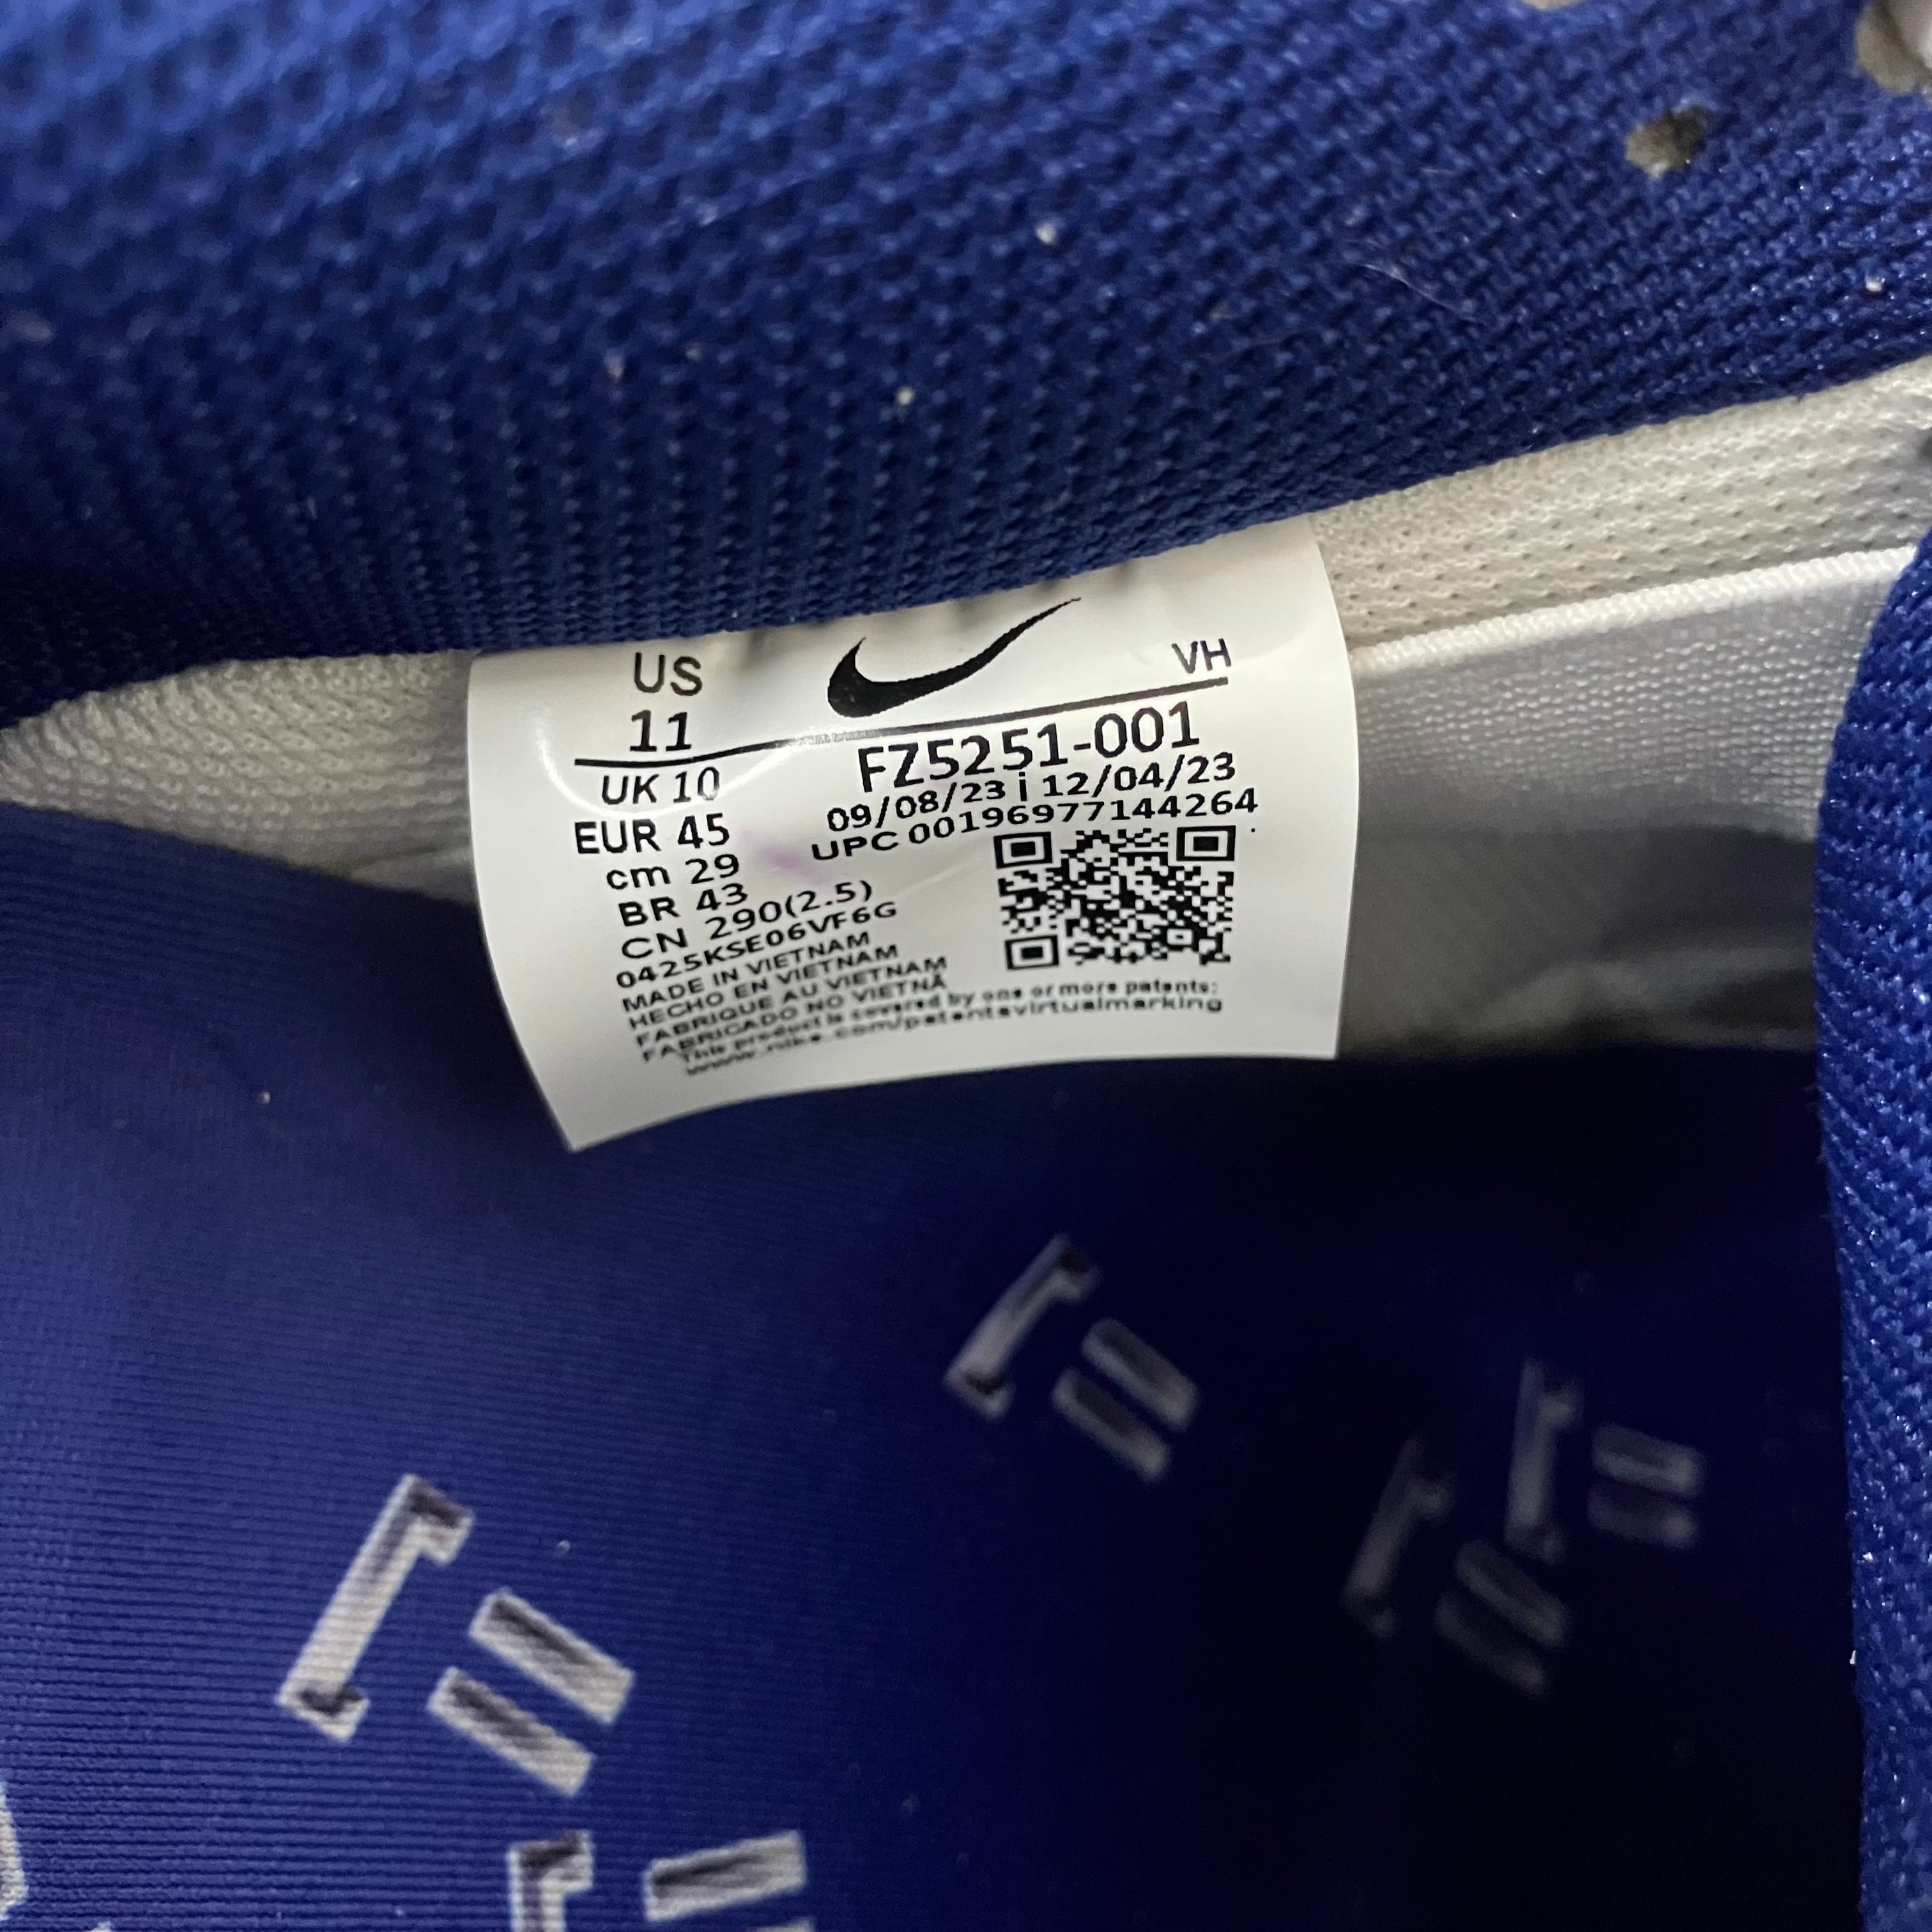 US
11
VH
UK 10
EUR 45
cm 29
BR 43
CN 290(2.5)
0425KSE06VF6G
MADE IN VIETNAM
HECHO EN VIETNAM
FABRIQUE AU VIETNAM
FABRICADO NO VIETNÃ
FZ5251-001
09/08/23 i 12/04/23
UPC 00196977144264
This product is covered by one or more patents:
www.nike.com/patentsvirtualmarking